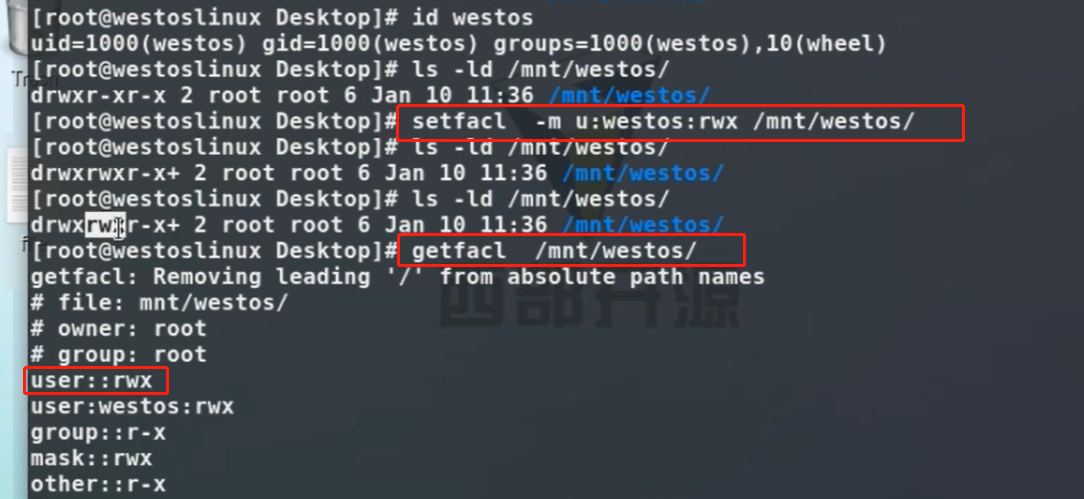 [root@westoslinux Desktop]# id westos
uid=1000(westos) gid=1000(westos) groups=1000(westos),10(wheel)
[root@westoslinux Desktop]# ls -ld /mnt/westos/
drwxr-xr-x 2 root root 6 Jan 10 11:36 /mnt/westos/
[root@westoslinux Desktop]# setfacl  -m u:westos:rwx /mnt/westos/
[root@westoslinux Desktop]# ls -ld /mnt/westos/
drwxrwxr-x+ 2 root root 6 Jan 10 11:36 /mnt/westos/
[root@westoslinux Desktop]# ls -ld /mnt/westos/
drwxrwxr-x+ 2 root root 6 Jan 10 11:36 /mnt/westos/
[root@westoslinux Desktop]# getfacl  /mnt/westos/
getfacl: Removing leading '/' from absolute path names
# file: mnt/westos/
# owner: root
# group: root
user::rwx
user:westos:rwx
group::r-x
mask::rwx
other::r-x
西部开源